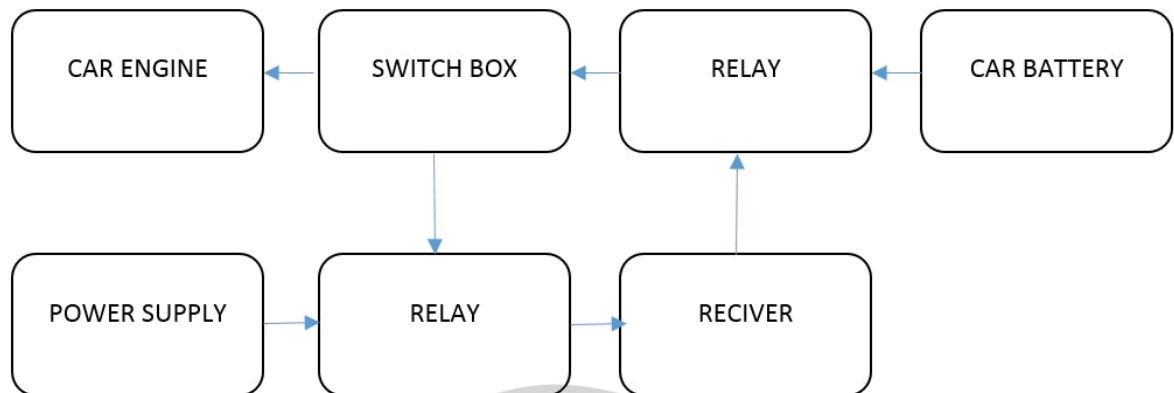 CAR ENGINE
SWITCH BOX
RELAY
CAR BATTERY
POWER SUPPLY
RELAY
RECIVER